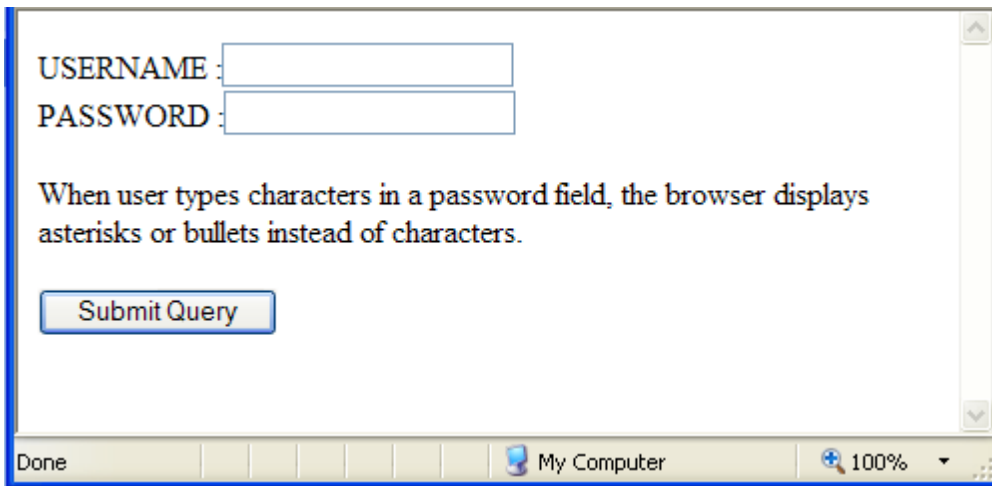 USERNAME :
PASSWORD :
When user types characters in a password field, the browser displays
asterisks or bullets instead of characters.
Submit Query
Done My Computer 100%